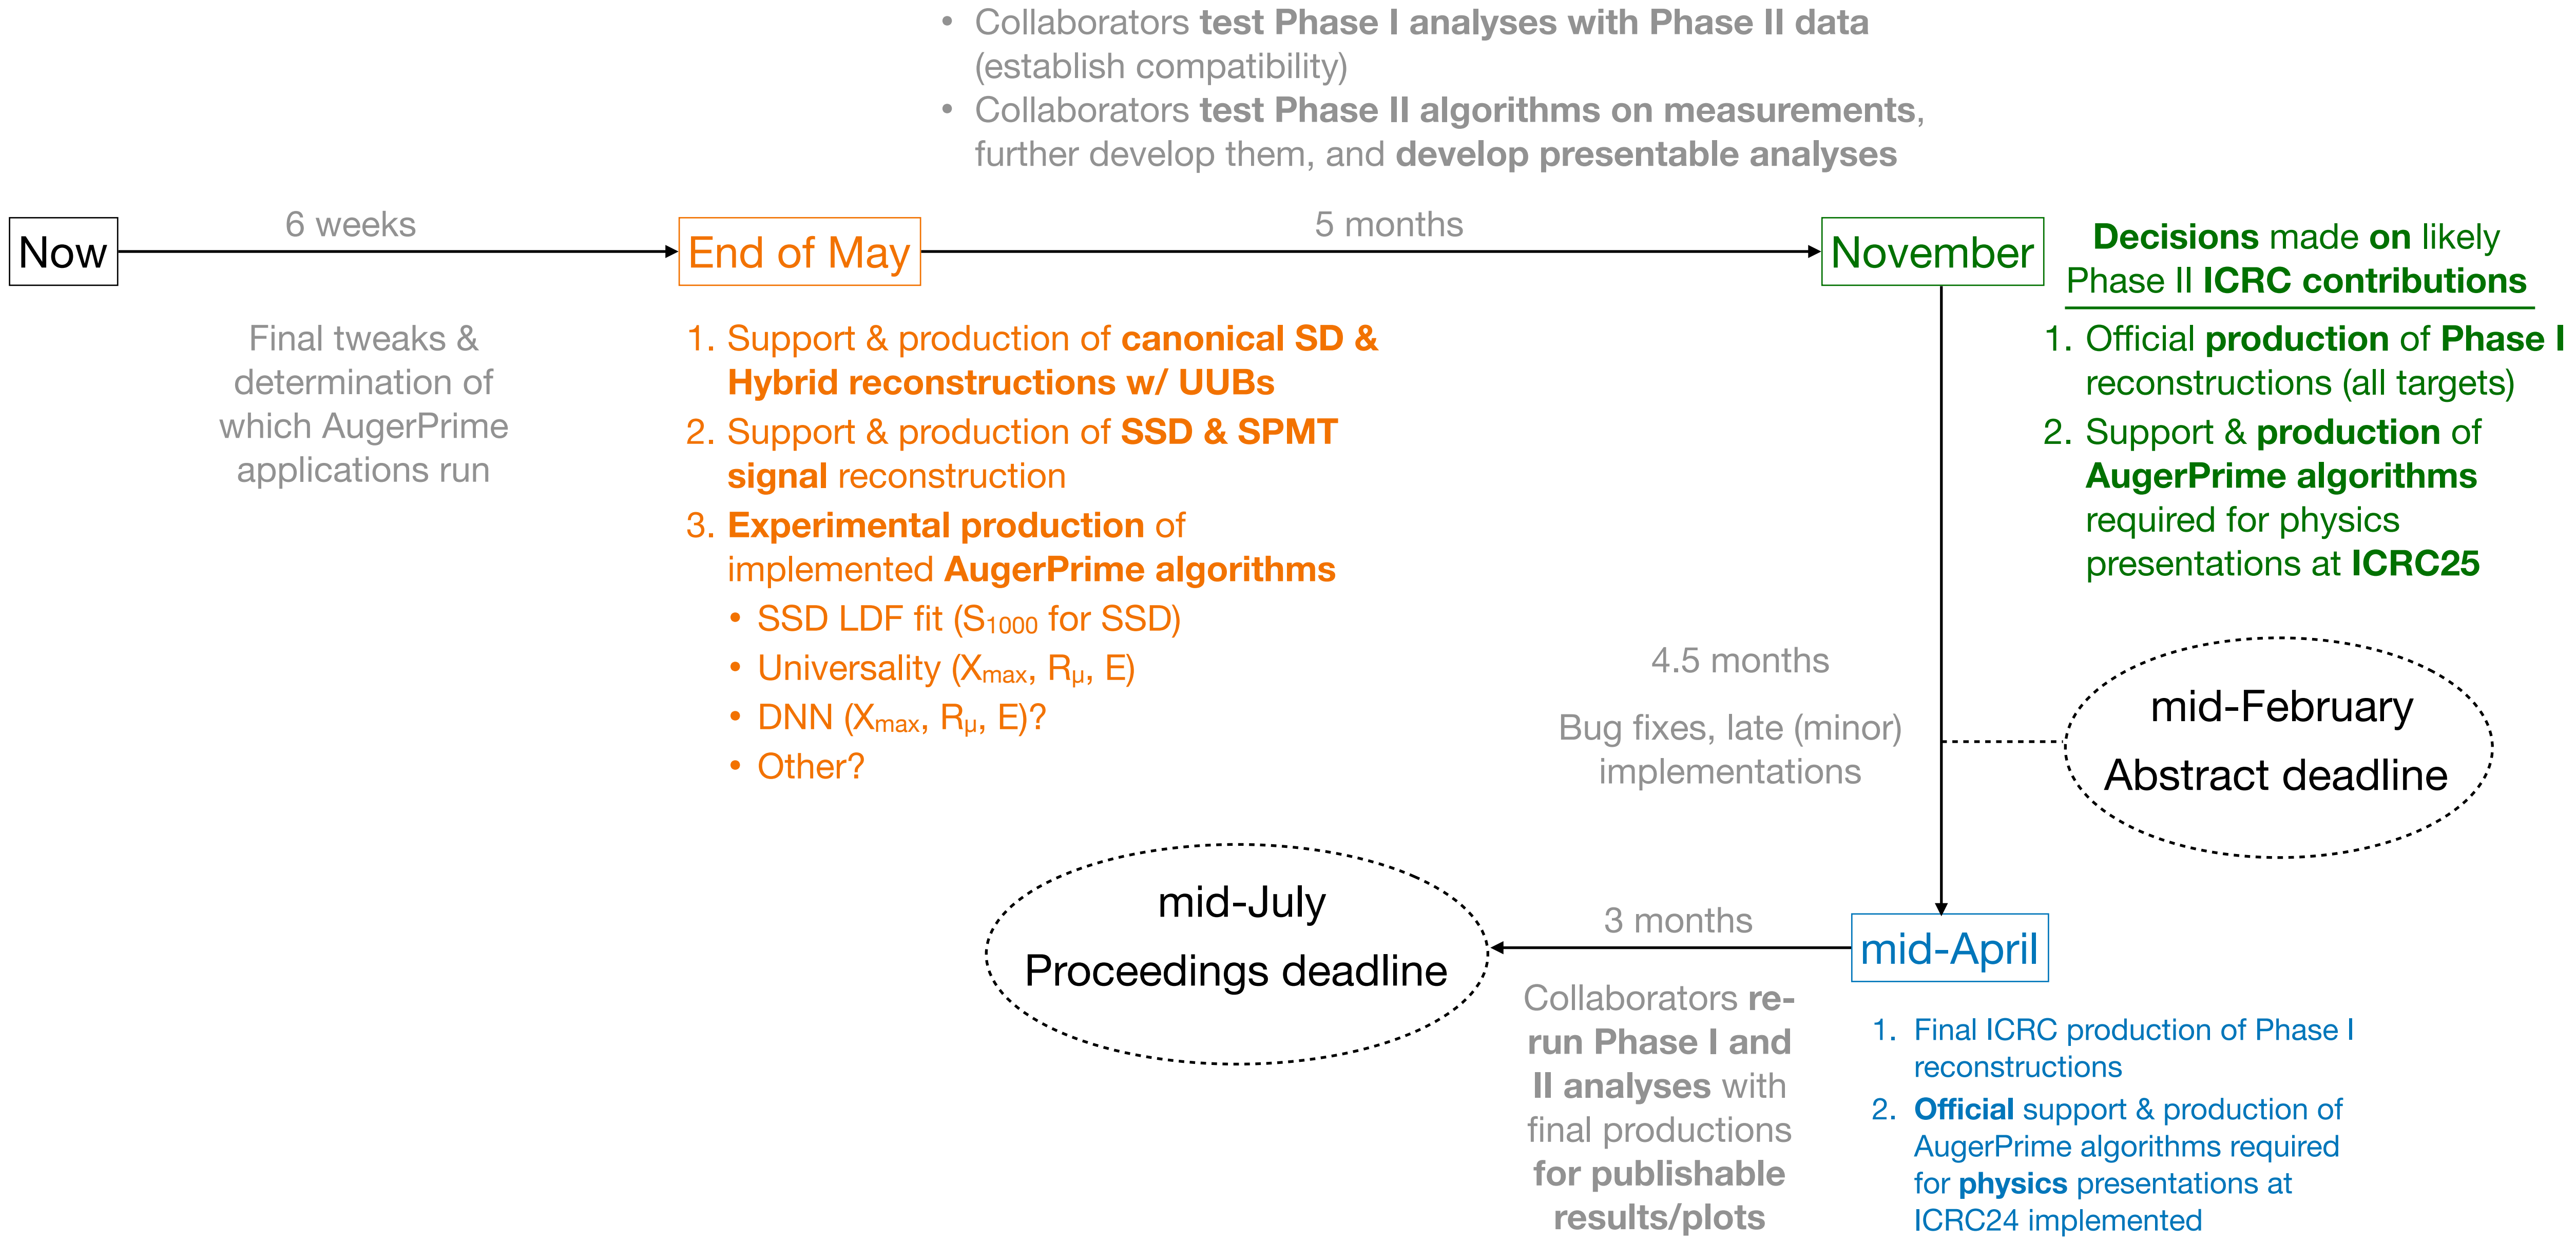 • Collaborators test Phase I analyses with Phase II data
(establish compatibility)
• Collaborators test Phase II algorithms on measurements,
further develop them, and develop presentable analyses
Now
6 weeks
End of May
5 months
November
Final tweaks &
determination of
which AugerPrime
applications run
1. Support & production of canonical SD &
Hybrid reconstructions w/ UUBs
2. Support & production of SSD & SPMT
signal reconstruction
3. Experimental production of
implemented AugerPrime algorithms
• SSD LDF fit (S₁₀₀₀ for SSD)
• Universality (Xmax, Rμ, E)
• DNN (Xmax, Rμ, E)?
• Other?
Decisions made on likely
Phase II ICRC contributions
1. Official production of Phase I
reconstructions (all targets)
2. Support & production of
AugerPrime algorithms
required for physics
presentations at ICRC25
4.5 months
Bug fixes, late (minor)
implementations
mid-February
Abstract deadline
mid-April
3 months
mid-July
Proceedings deadline
Collaborators re-
run Phase I and
II analyses with
final productions
for publishable
results/plots
1. Final ICRC production of Phase I
reconstructions
2. Official support & production of
AugerPrime algorithms required
for physics presentations at
ICRC24 implemented